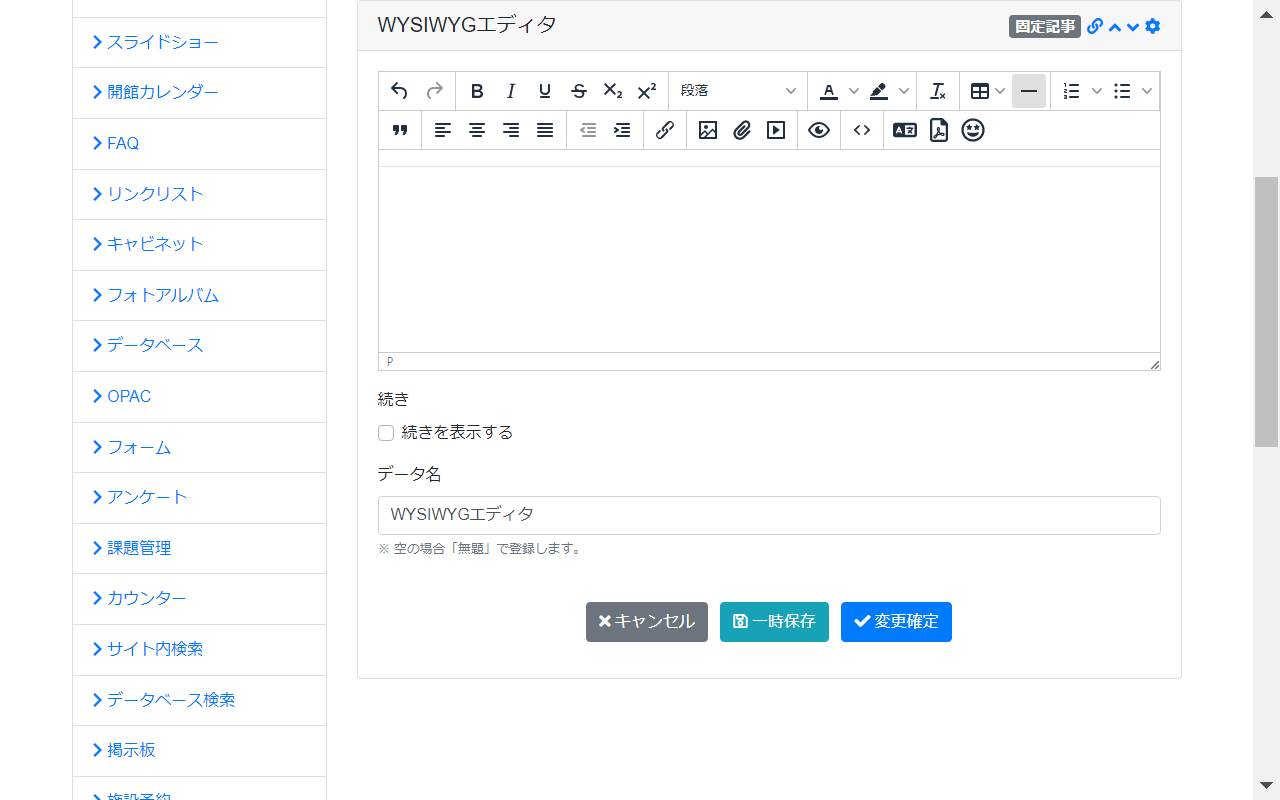 スライドショー
開館カレンダー
FAQ
リンクリスト
キャビネット
フォトアルバム
データベース
OPAC
フォーム
アンケート
課題管理
カウンター
サイト内検索
データベース検索
掲示板
施設予約
WYSIWYGエディタ
固定記事
段落
P
続き
続きを表示する
データ名
WYSIWYGエディタ
※ 空の場合「無題」で登録します。
キャンセル
一時保存
変更確定